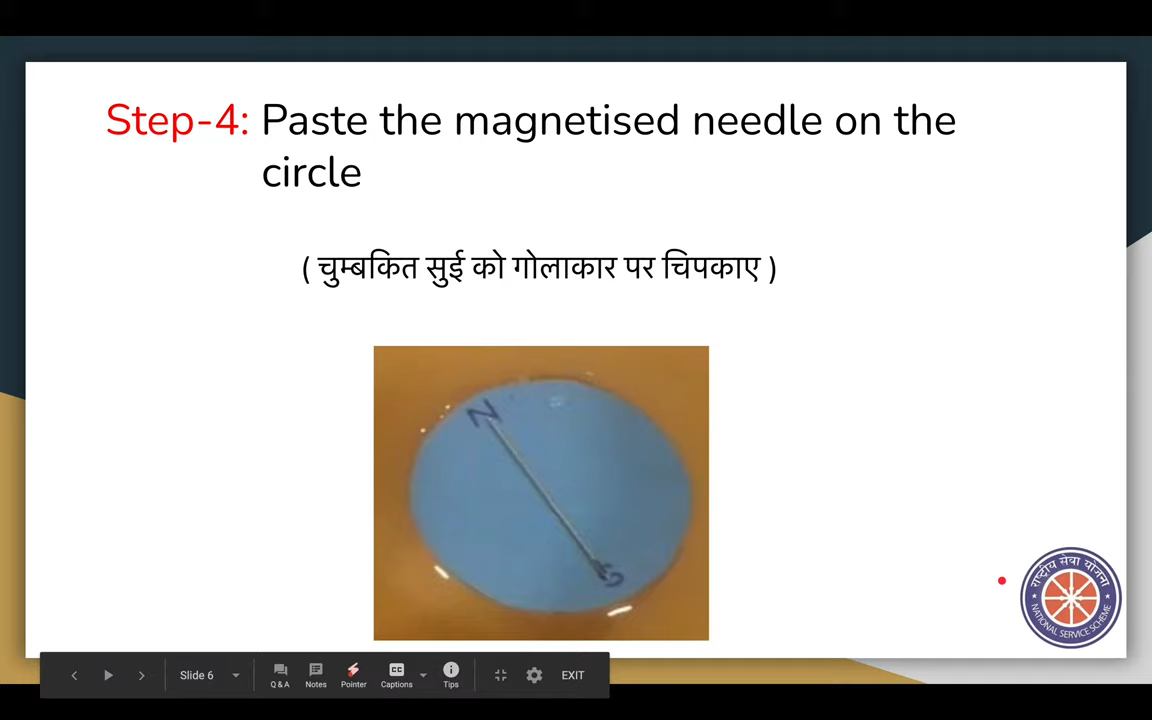 Step-4: Paste the magnetised needle on the
circle
( चुम्बकित सुई को गोलाकार पर चिपकाए )
N
S
राष्ट्रीय सेवा योजना
NATIONAL SERVICE SCHEME
Slide 6
Q & A
Notes
Pointer
CC
Captions
Tips
EXIT